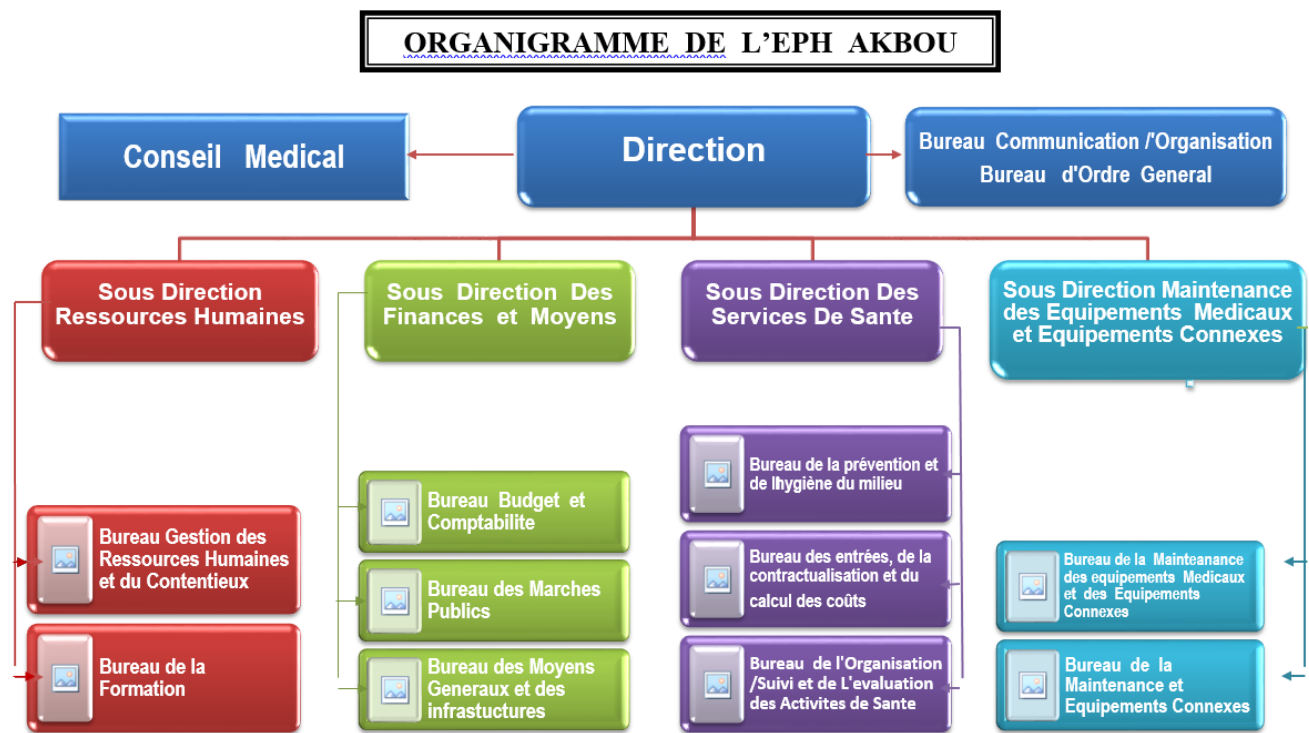 ORGANIGRAMME DE L'EPH AKBOU
Conseil Medical
Direction
Bureau Communication /'Organisation
Bureau d'Ordre General
Sous Direction
Ressources Humaines
Sous Direction Des
Finances et Moyens
Sous Direction Des
Services De Sante
Sous Direction Maintenance
des Equipements Medicaux
et Equipements Connexes
Bureau Gestion des
Ressources Humaines
et du Contentieux
Bureau de la
Formation
Bureau Budget et
Comptabilite
Bureau des Marches
Publics
Bureau des Moyens
Generaux et des
infrastuctures
Bureau de la prévention et
de lhygiène du milieu
Bureau des entrées, de la
contractualisation et du
calcul des coûts
Bureau de l'Organisation
/Suivi et de L'evaluation
des Activites de Sante
Bureau de la Mainteanance
des equipements Medicaux
et des Equipements
Connexes
Bureau de la
Maintenance et
Equipements Connexes